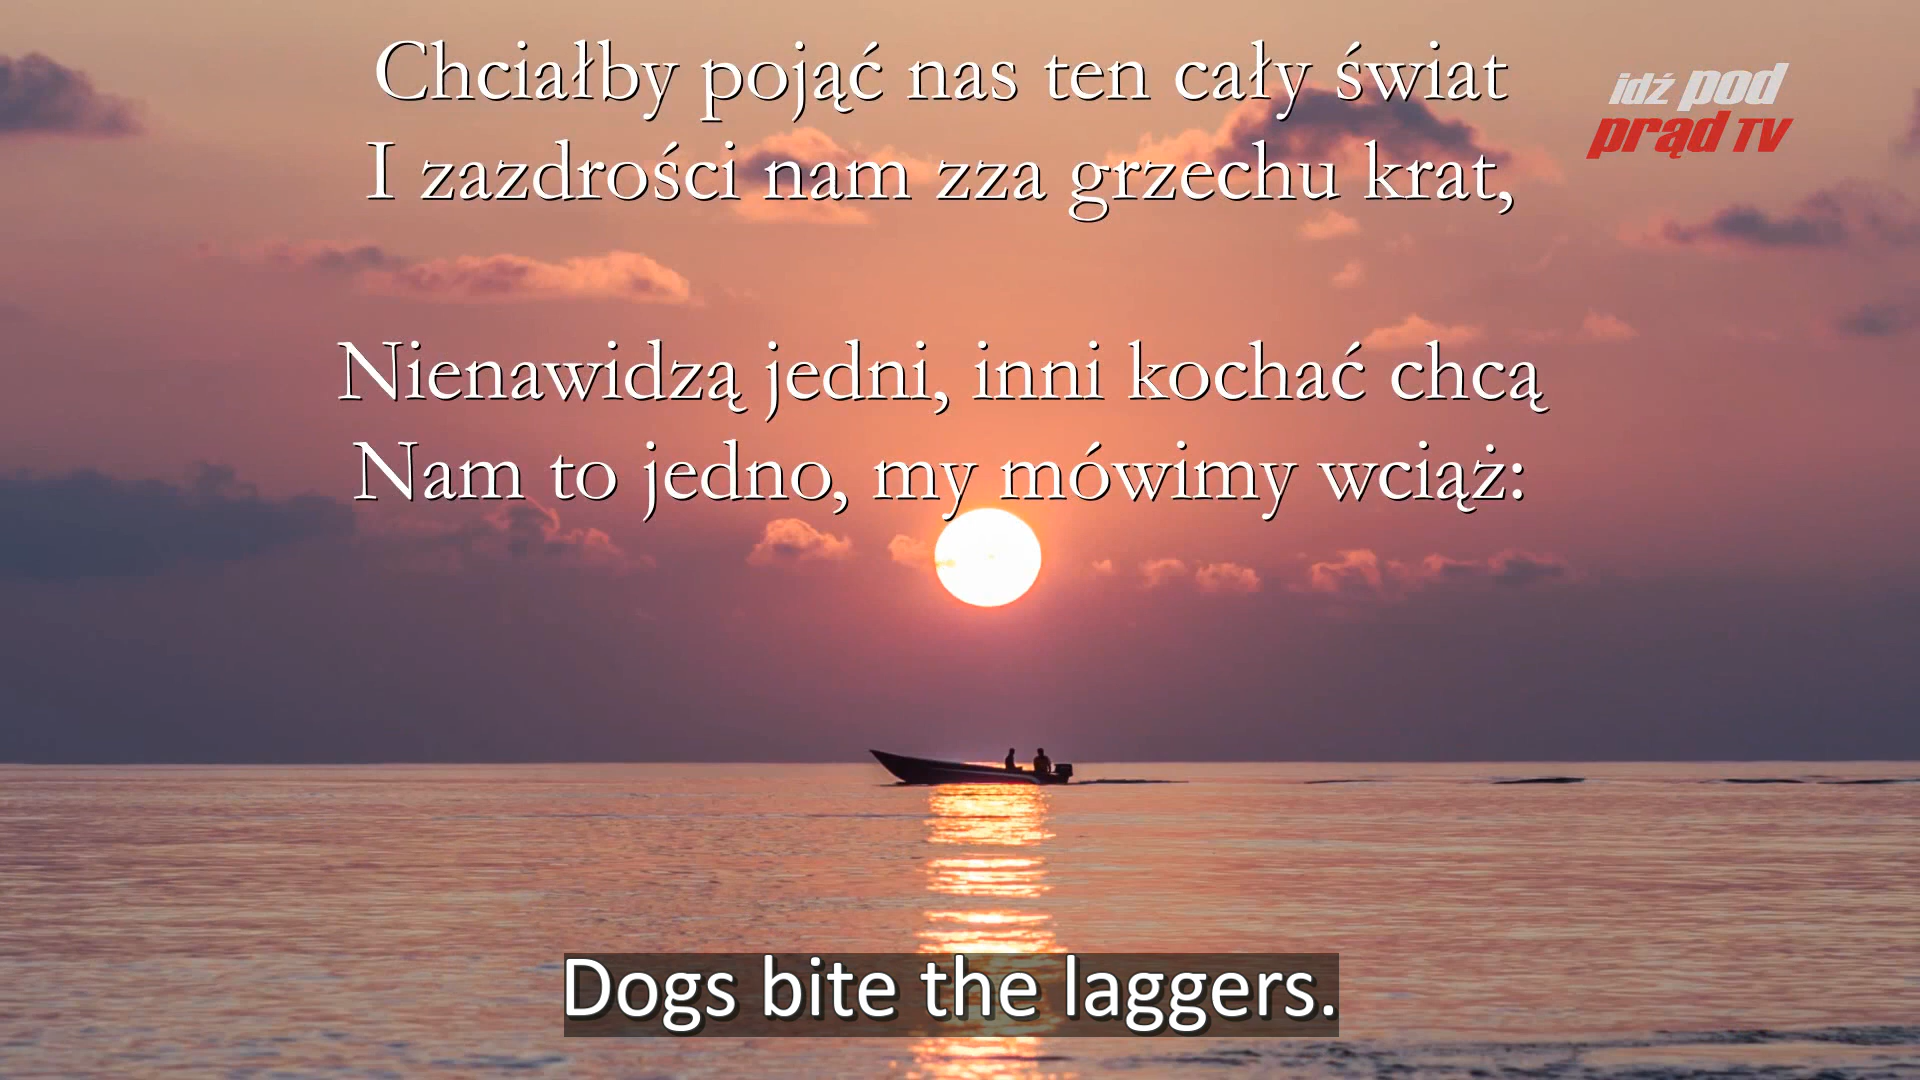 Chciałby pojąć nas ten cały świat
I zazdrości nam zza grzechu krat,
Nienawidzą jedni, inni kochać chcą
Nam to jedno, my mówimy wciąż:
idź pod
prąd TV
Dogs bite the laggers.